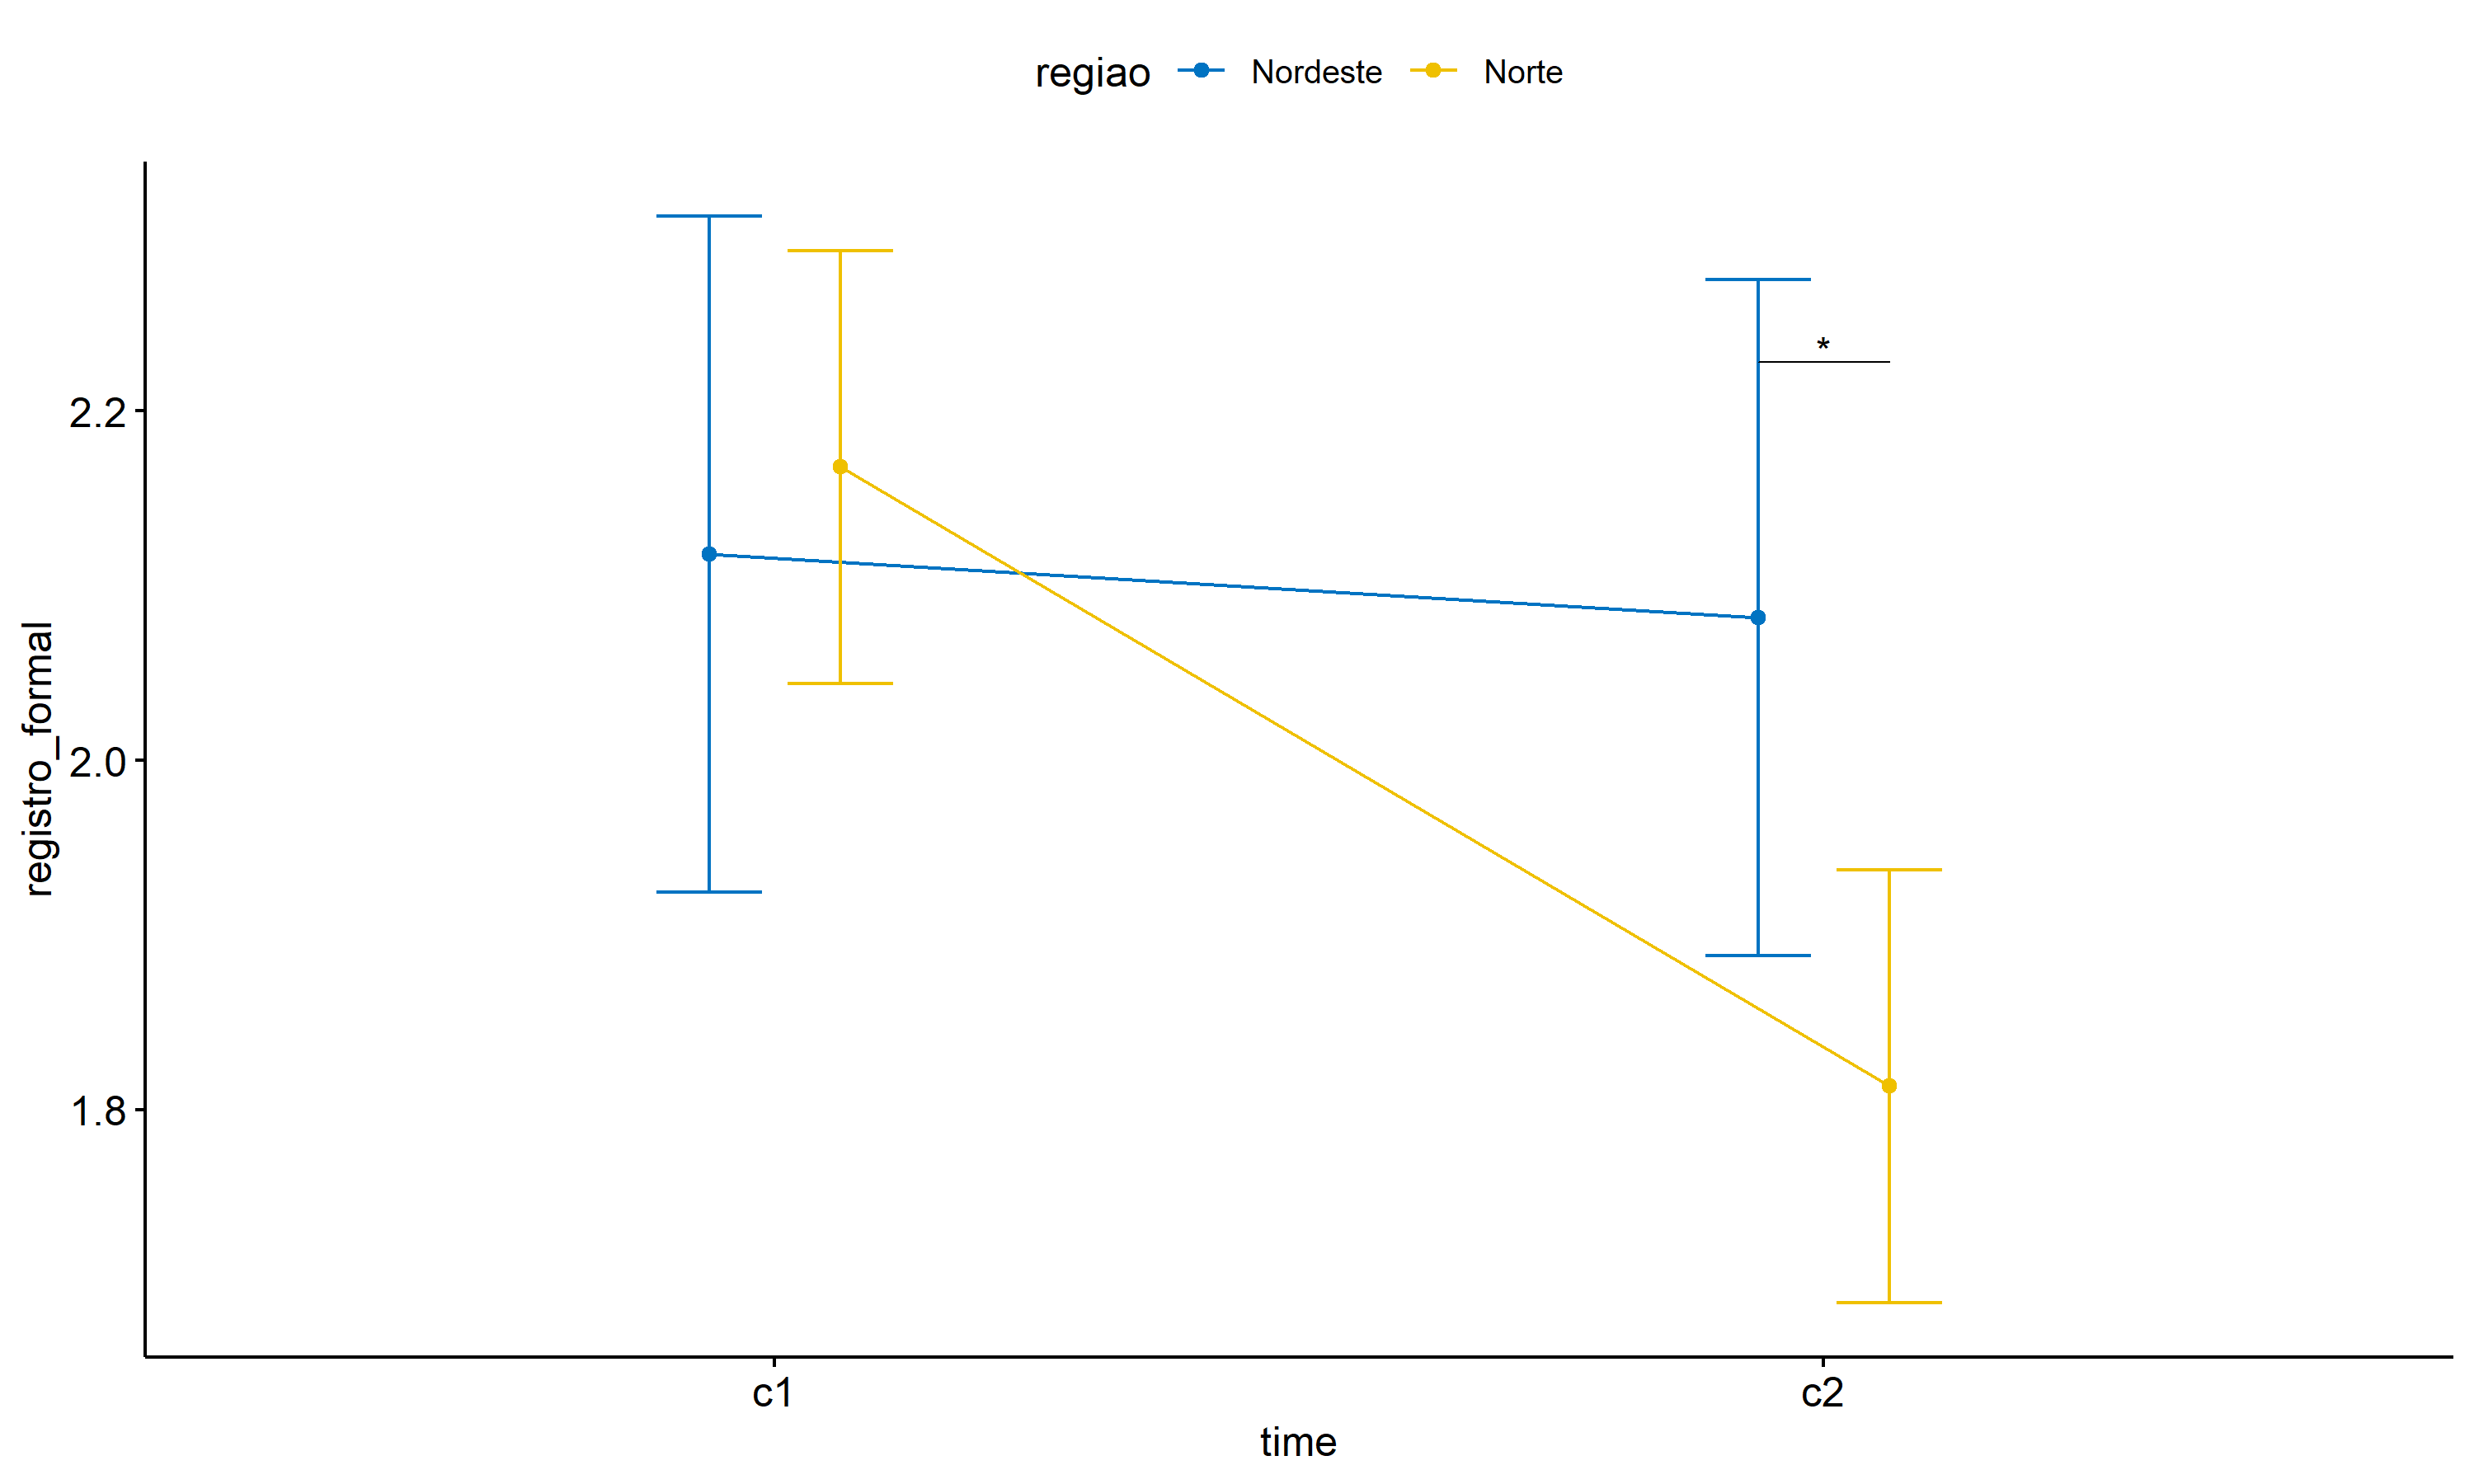 regiao Nordeste Norte
registro_formal
2.2
*
2.0
1.8
c1 c2
time